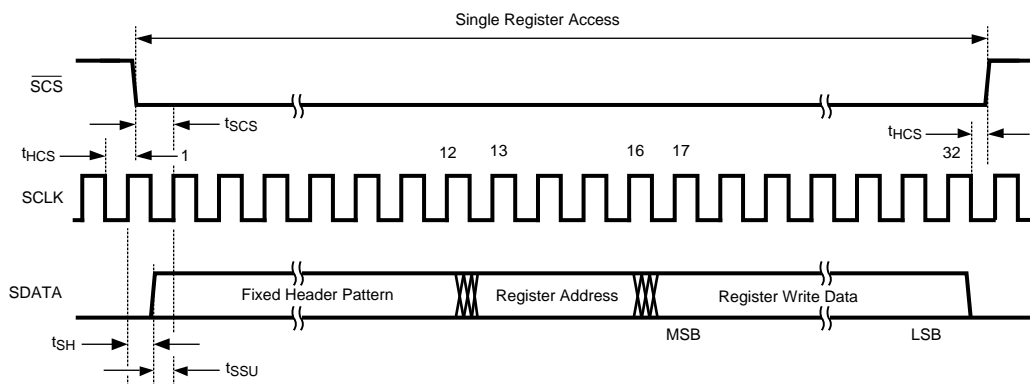 Single Register Access
SCS
tSCS
tHCS
tHCS
1
12
13
16
17
32
SCLK
SDATA
Fixed Header Pattern
Register Address
Register Write Data
MSB
LSB
tSH
tSSU